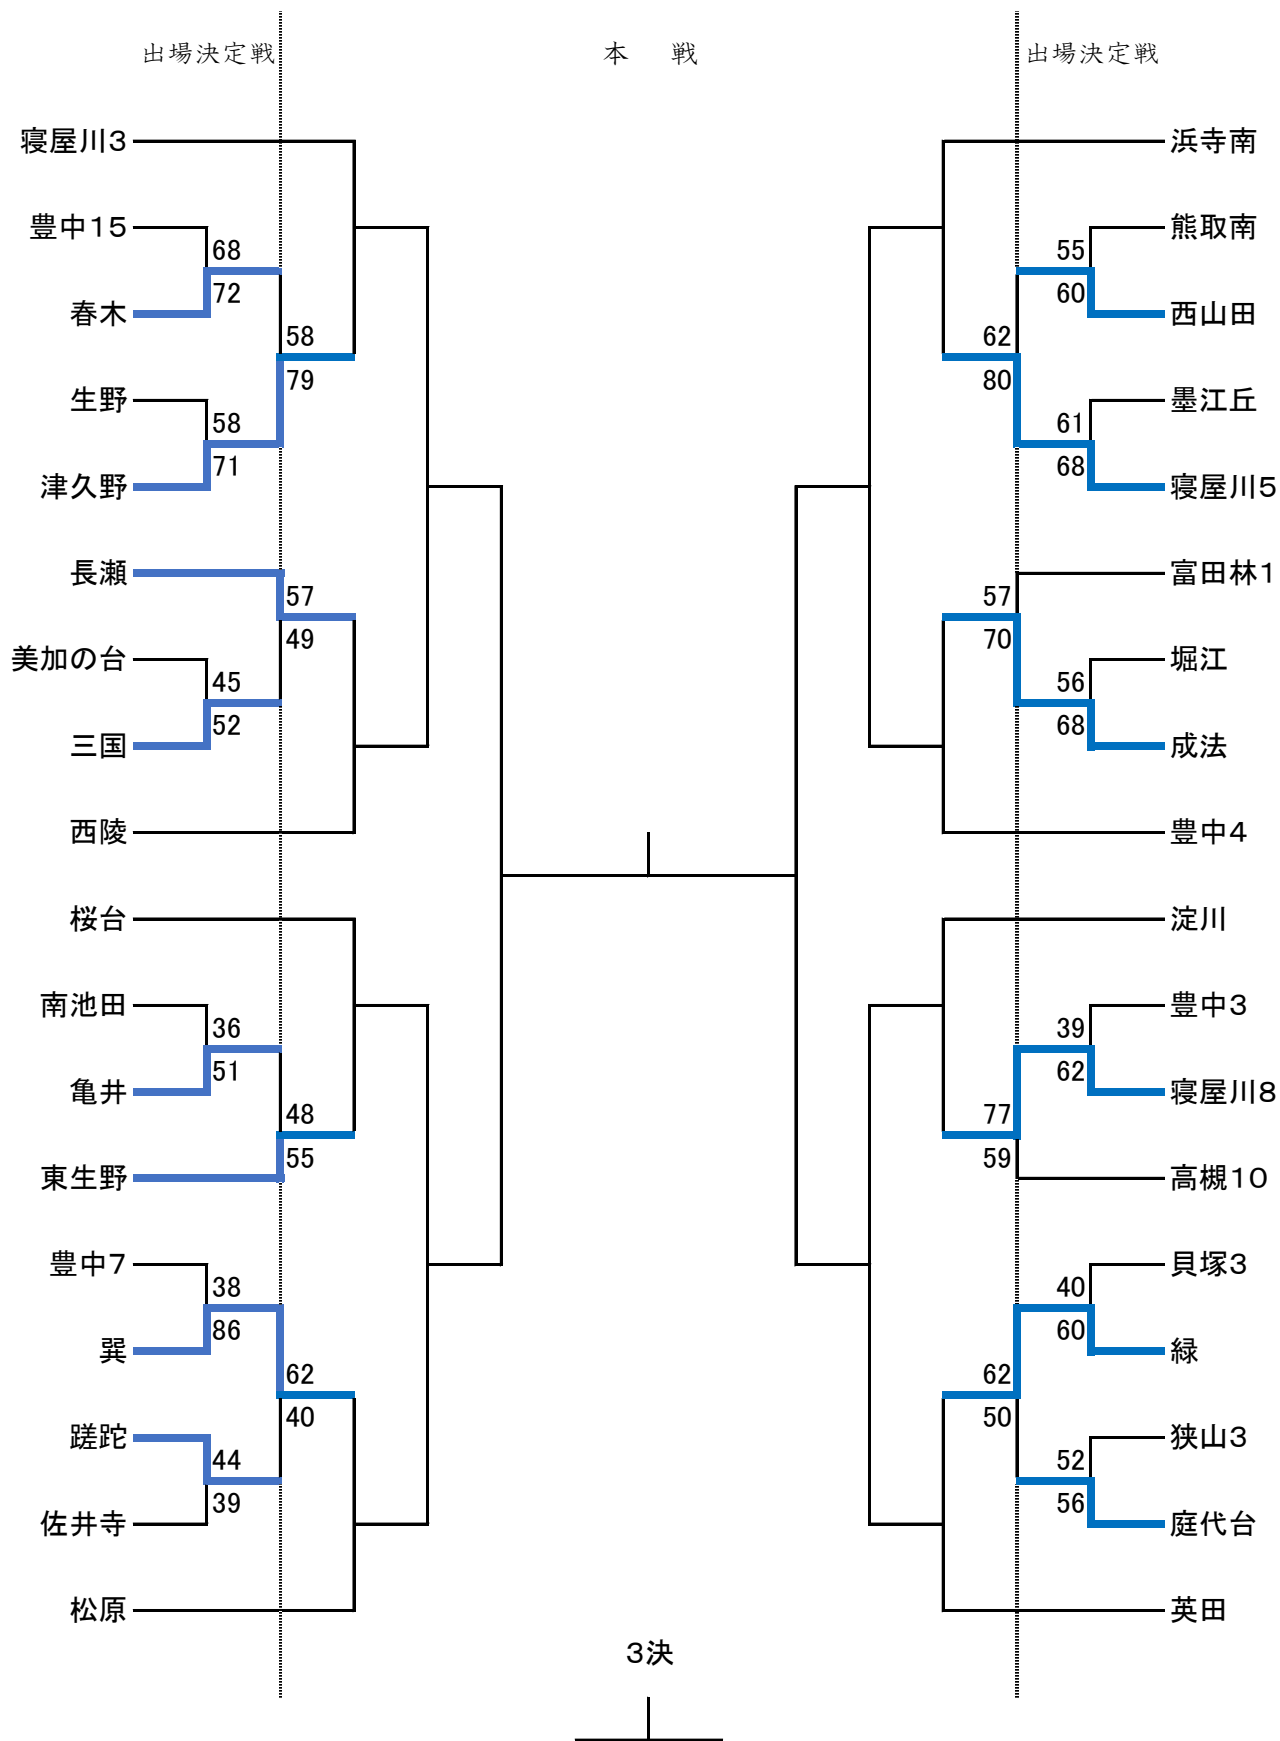 出場決定戦
本　戦
出場決定戦
寝屋川3
豊中15
68
72
春木
58
79
生野
58
71
津久野
長瀬
57
49
美加の台
45
52
三国
西陵
桜台
南池田
36
51
亀井
48
55
東生野
豊中7
38
86
巽
62
40
蹉跎
44
39
佐井寺
松原
浜寺南
熊取南
55
60
西山田
62
80
墨江丘
61
68
寝屋川5
富田林1
57
70
堀江
56
68
成法
豊中4
淀川
豊中3
39
62
寝屋川8
77
59
高槻10
貝塚3
40
60
緑
62
50
狭山3
52
56
庭代台
英田
3決